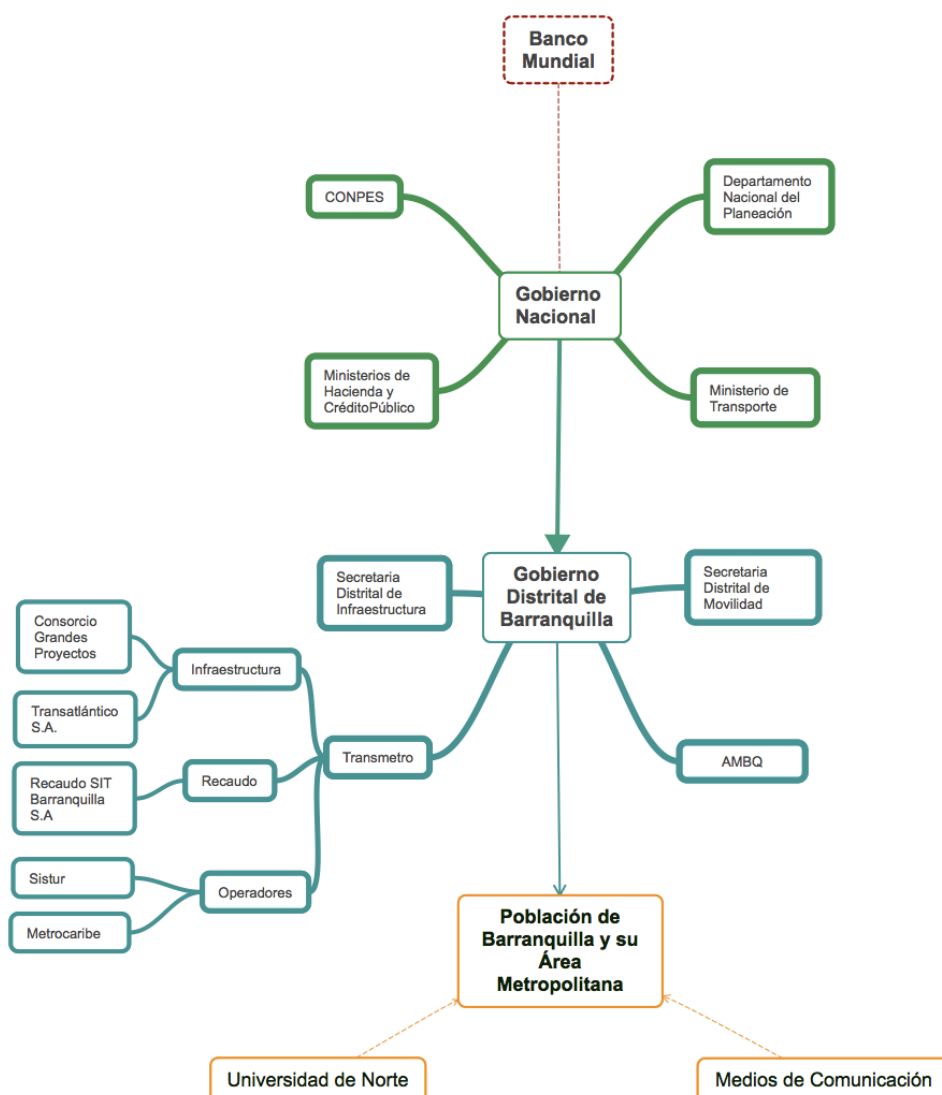 Banco
Mundial
CONPES
Departamento
Nacional del
Planeación
Gobierno
Nacional
Ministerios de
Hacienda y
CréditoPúblico
Ministerio de
Transporte
Secretaria
Distrital de
Infraestructura
Gobierno
Distrital de
Barranquilla
Secretaria
Distrital de
Movilidad
Consorcio
Grandes
Proyectos
Infraestructura
Transatlántico
S.A.
Transmetro
AMBQ
Recaudo SIT
Barranquilla
S.A
Recaudo
Sistur
Operadores
Metrocaribe
Población de
Barranquilla y su
Área
Metropolitana
Universidad de Norte
Medios de Comunicación